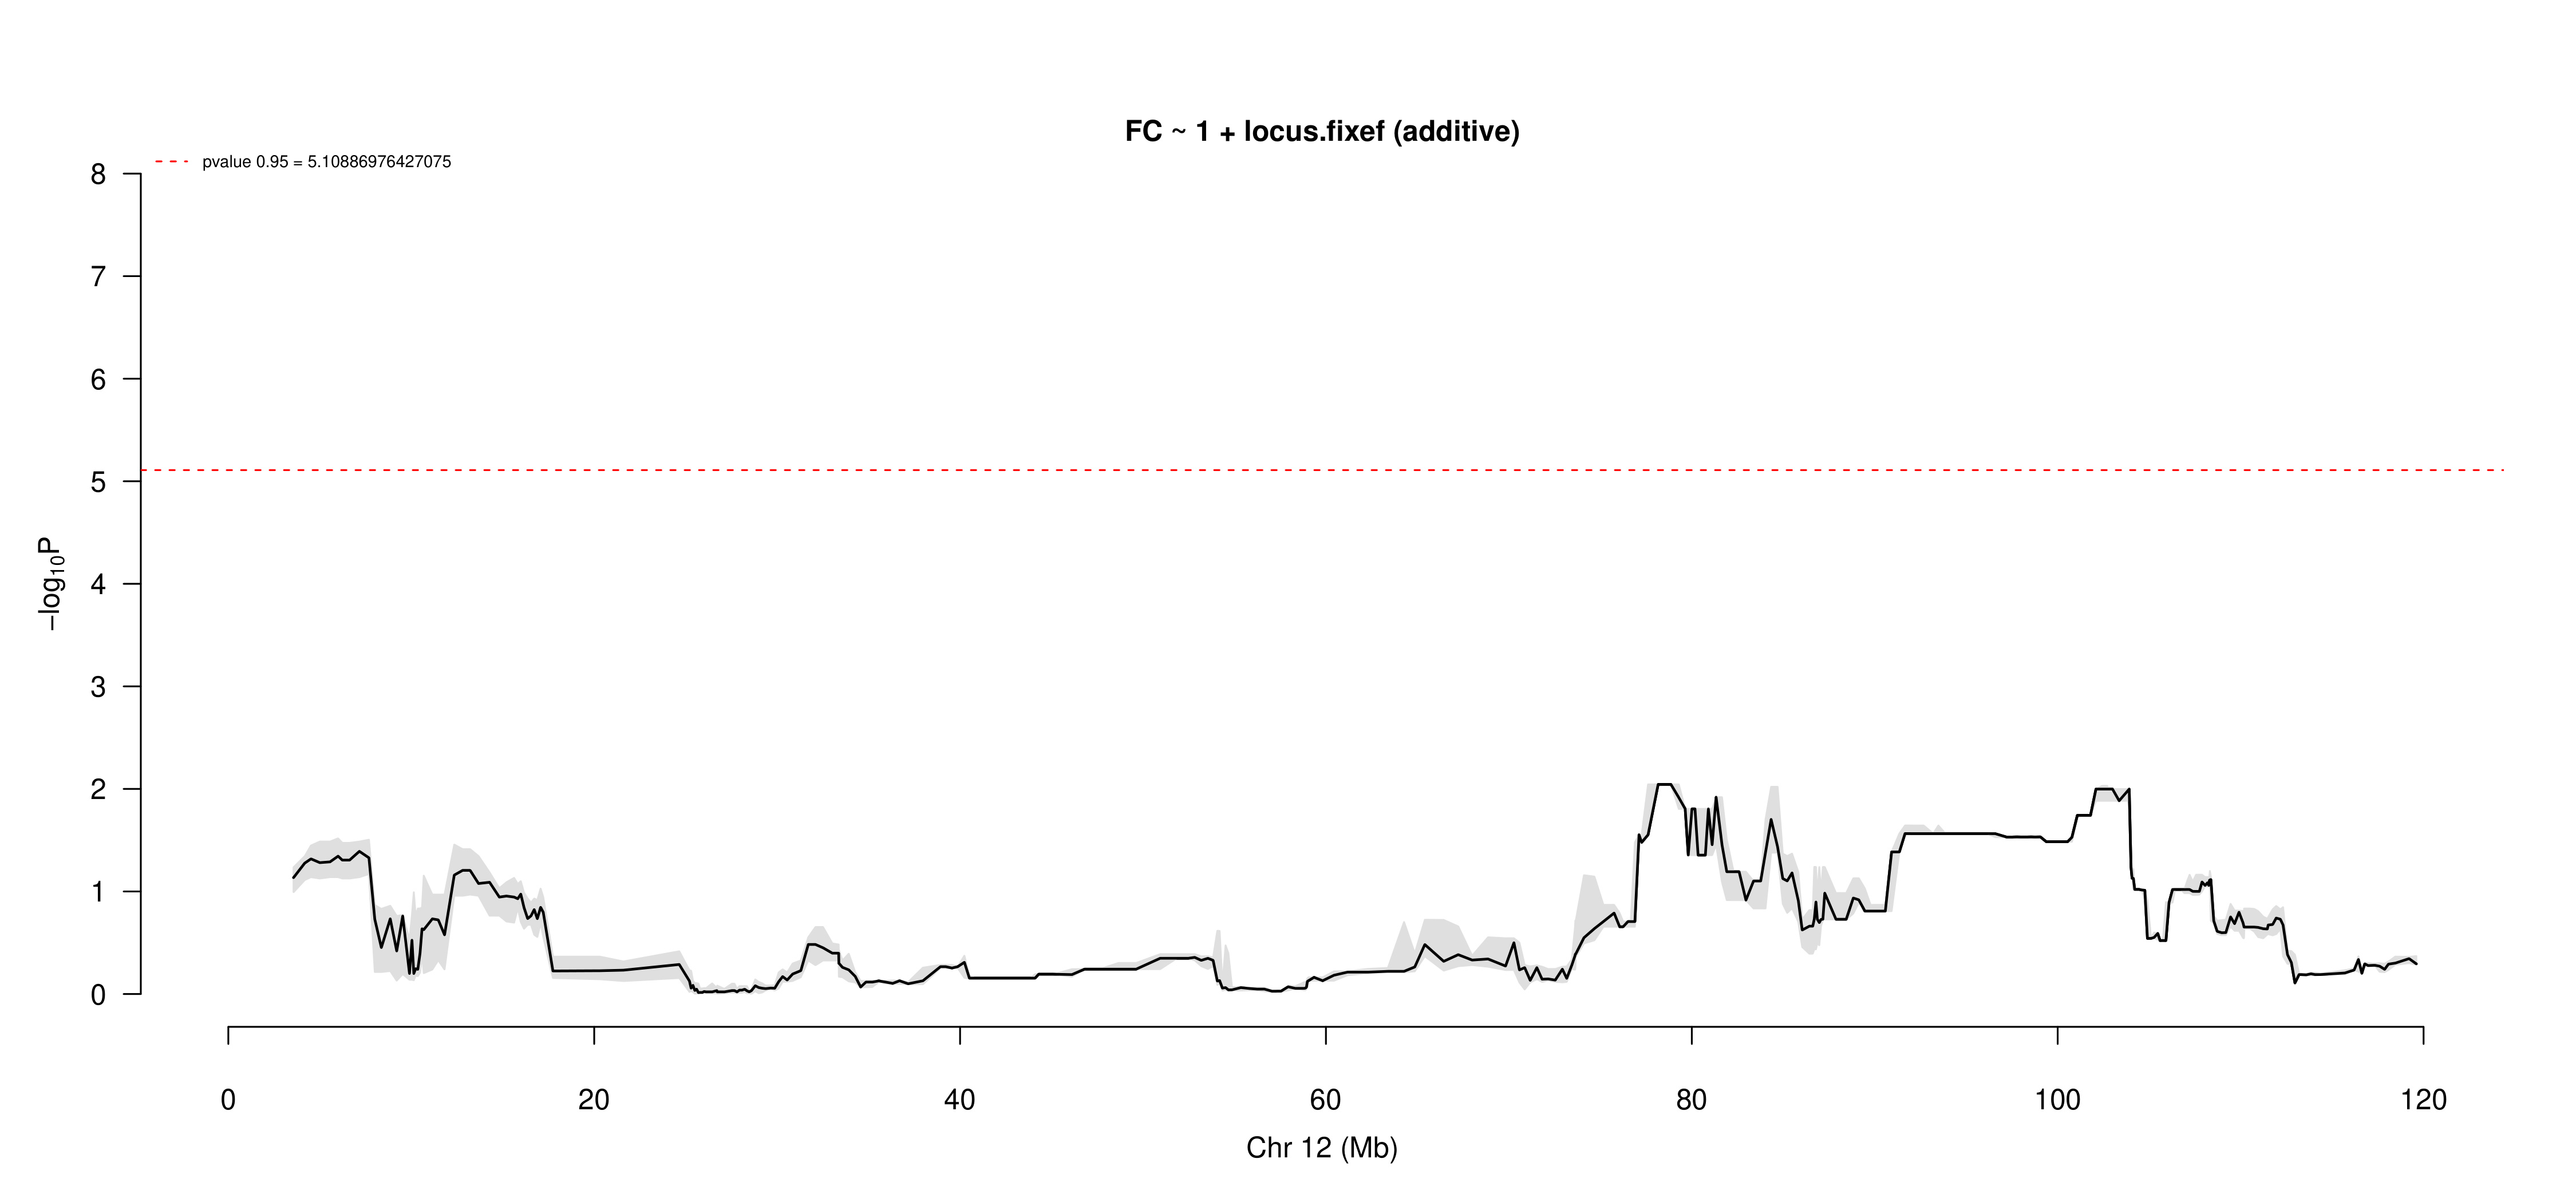 FC ~ 1 + locus.fixef (additive)
pvalue 0.95 = 5.10886976427075
8
7
6
5
4
3
2
1
0
−log10P
0 20 40 60 80 100 120
Chr 12 (Mb)